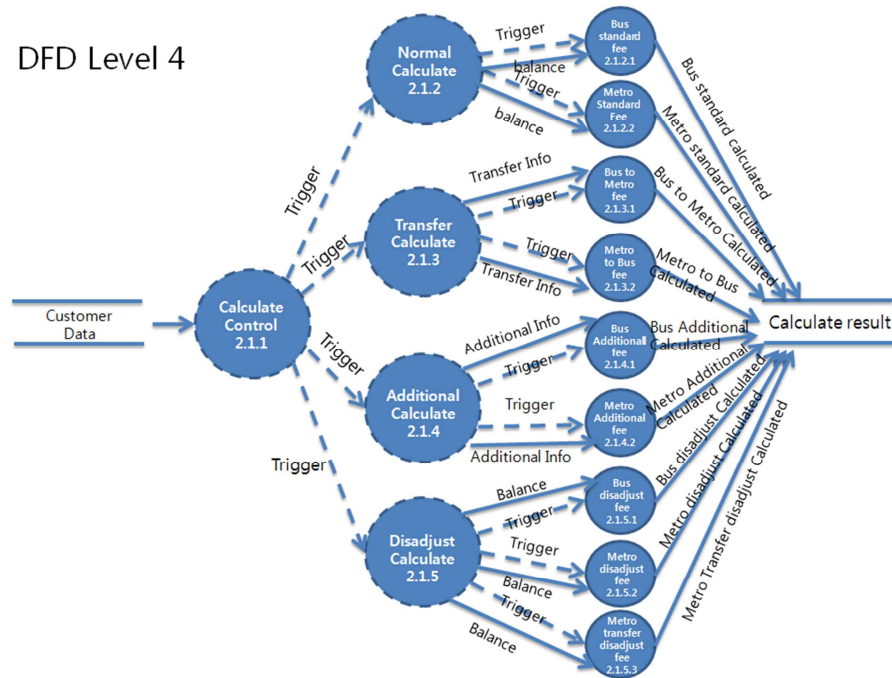 DFD Level 4
Customer
Data
Calculate
Control
2.1.1
Trigger
Trigger
Trigger
Trigger
Normal
Calculate
2.1.2
Transfer
Calculate
2.1.3
Additional
Calculate
2.1.4
Disadjust
Calculate
2.1.5
Trigger
balance
Trigger
balance
Transfer Info
Trigger
Trigger
Transfer Info
Additional Info
Trigger
Trigger
Additional Info
Balance
Trigger
Trigger
Balance
Trigger
Balance
Bus
standard
fee
2.1.2.1
Metro
Standard
Fee
2.1.2.2
Bus to
Metro
fee
2.1.3.1
Metro
to Bus
fee
2.1.3.2
Bus
Additional
fee
2.1.4.1
Metro
Additional
fee
2.1.4.2
Bus
disadjust
fee
2.1.5.1
Metro
disadjust
fee
2.1.5.2
Metro
transfer
disadjust
fee
2.1.5.3
Bus standard calculated
Metro standard calculated
Bus to Metro Calculated
Metro to Bus
Calculated
Bus Additional
Calculated
Metro Additional
Calculated
Bus disadjust Calculated
Metro disadjust Calculated
Metro Transfer disadjust Calculated
Calculate result